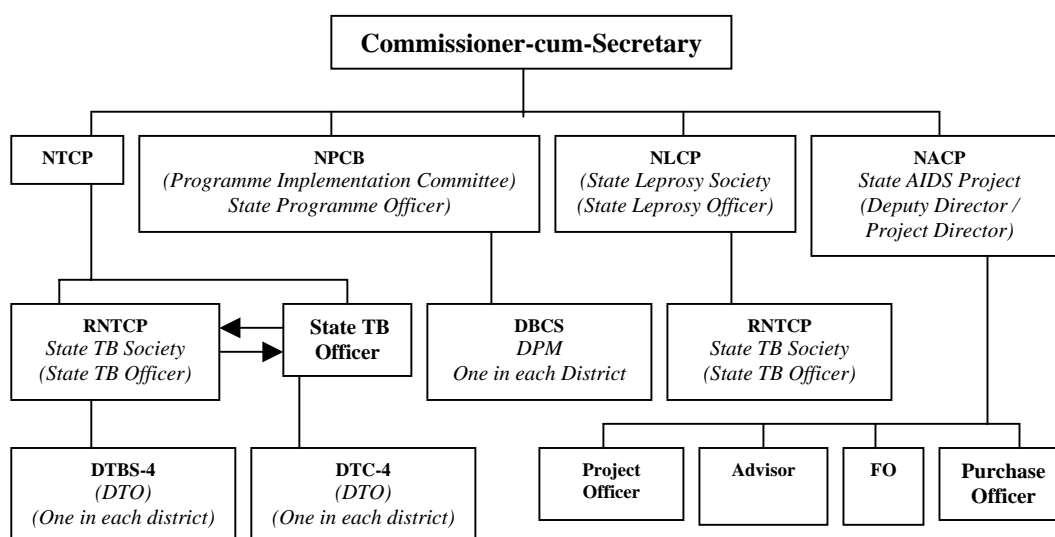 Commissioner-cum-Secretary
NTCP
NPCB
(Programme Implementation Committee)
State Programme Officer)
NLCP
(State Leprosy Society
(State Leprosy Officer)
NACP
State AIDS Project
(Deputy Director /
Project Director)
RNTCP
State TB Society
(State TB Officer)
State TB
Officer
DBCS
DPM
One in each District
RNTCP
State TB Society
(State TB Officer)
DTBS-4
(DTO)
(One in each district)
DTC-4
(DTO)
(One in each district)
Project
Officer
Advisor
FO
Purchase
Officer